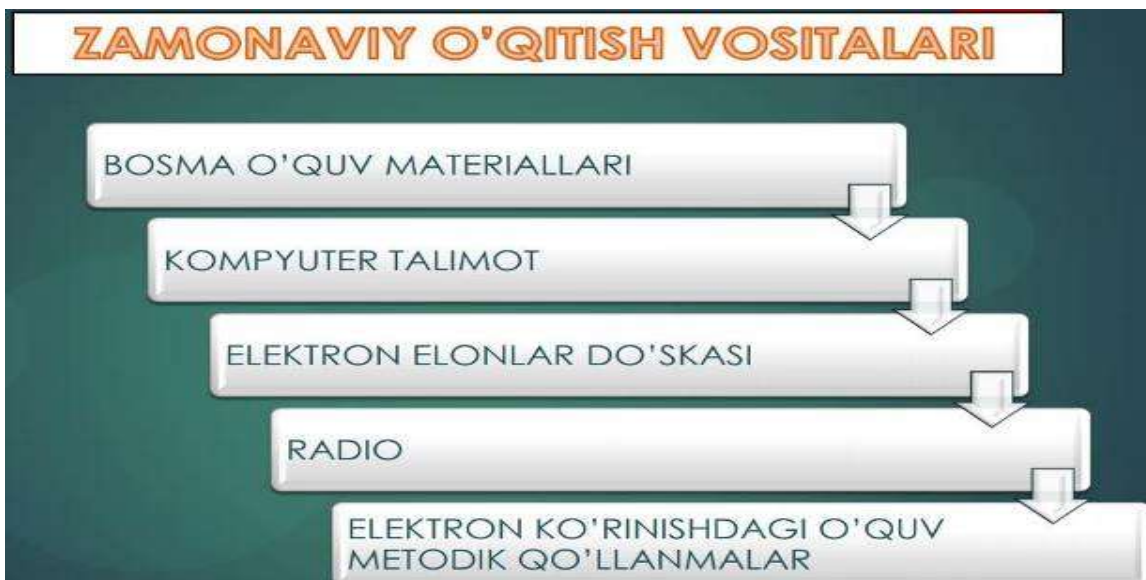 ZAMONAVIY O'QITISH VOSITALARI
BOSMA O'QUV MATERIALLARI
KOMPYUTER TALIMOT
ELEKTRON ELONLAR DO'SKASI
RADIO
ELEKTRON KO'RINISHDAGI O'QUV
METODIK QO'LLANMALAR